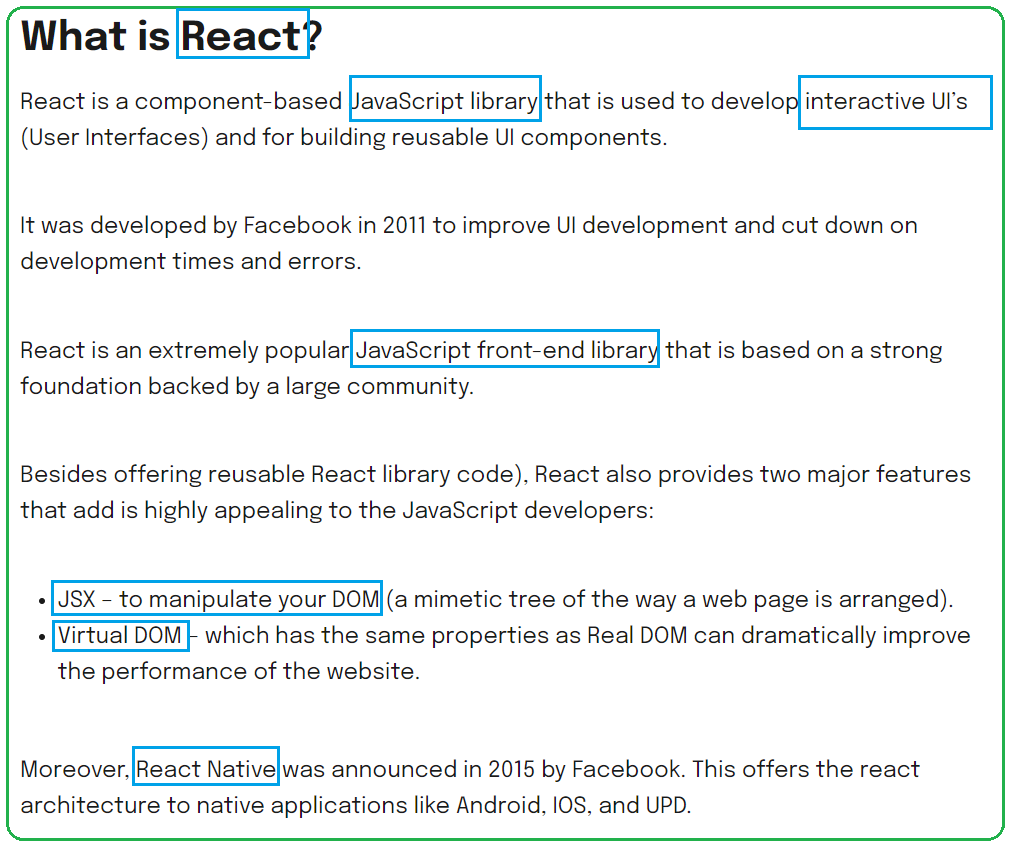 What is React?
React is a component-based JavaScript library that is used to develop interactive UI's
(User Interfaces) and for building reusable UI components.
It was developed by Facebook in 2011 to improve UI development and cut down on
development times and errors.
React is an extremely popular JavaScript front-end library that is based on a strong
foundation backed by a large community.
Besides offering reusable React library code), React also provides two major features
that add is highly appealing to the JavaScript developers:
• JSX – to manipulate your DOM (a mimetic tree of the way a web page is arranged).
• Virtual DOM – which has the same properties as Real DOM can dramatically improve
the performance of the website.
Moreover, React Native was announced in 2015 by Facebook. This offers the react
architecture to native applications like Android, IOS, and UPD.